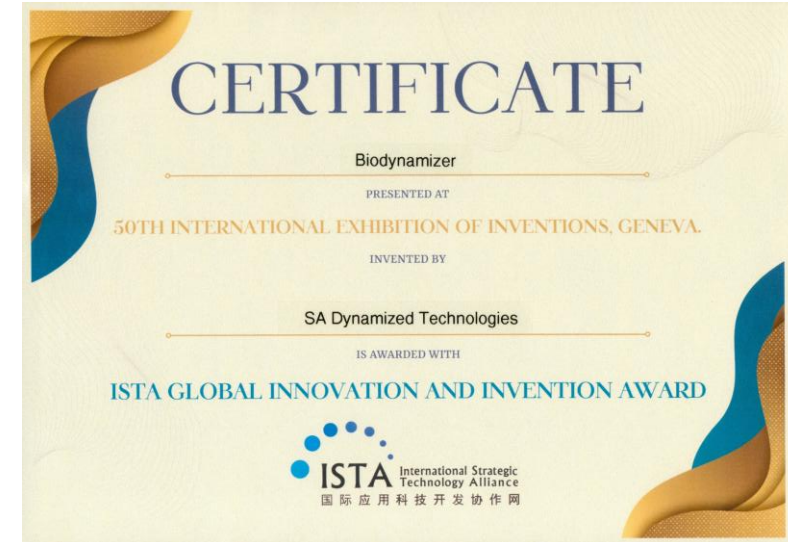 CERTIFICATE
Biodynamizer
PRESENTED AT
50TH INTERNATIONAL EXHIBITION OF INVENTIONS, GENEVA.
INVENTED BY
SA Dynamized Technologies
IS AWARDED WITH
ISTA GLOBAL INNOVATION AND INVENTION AWARD
ISTA International Strategic
Technology Alliance
国际应用科技开发协作网